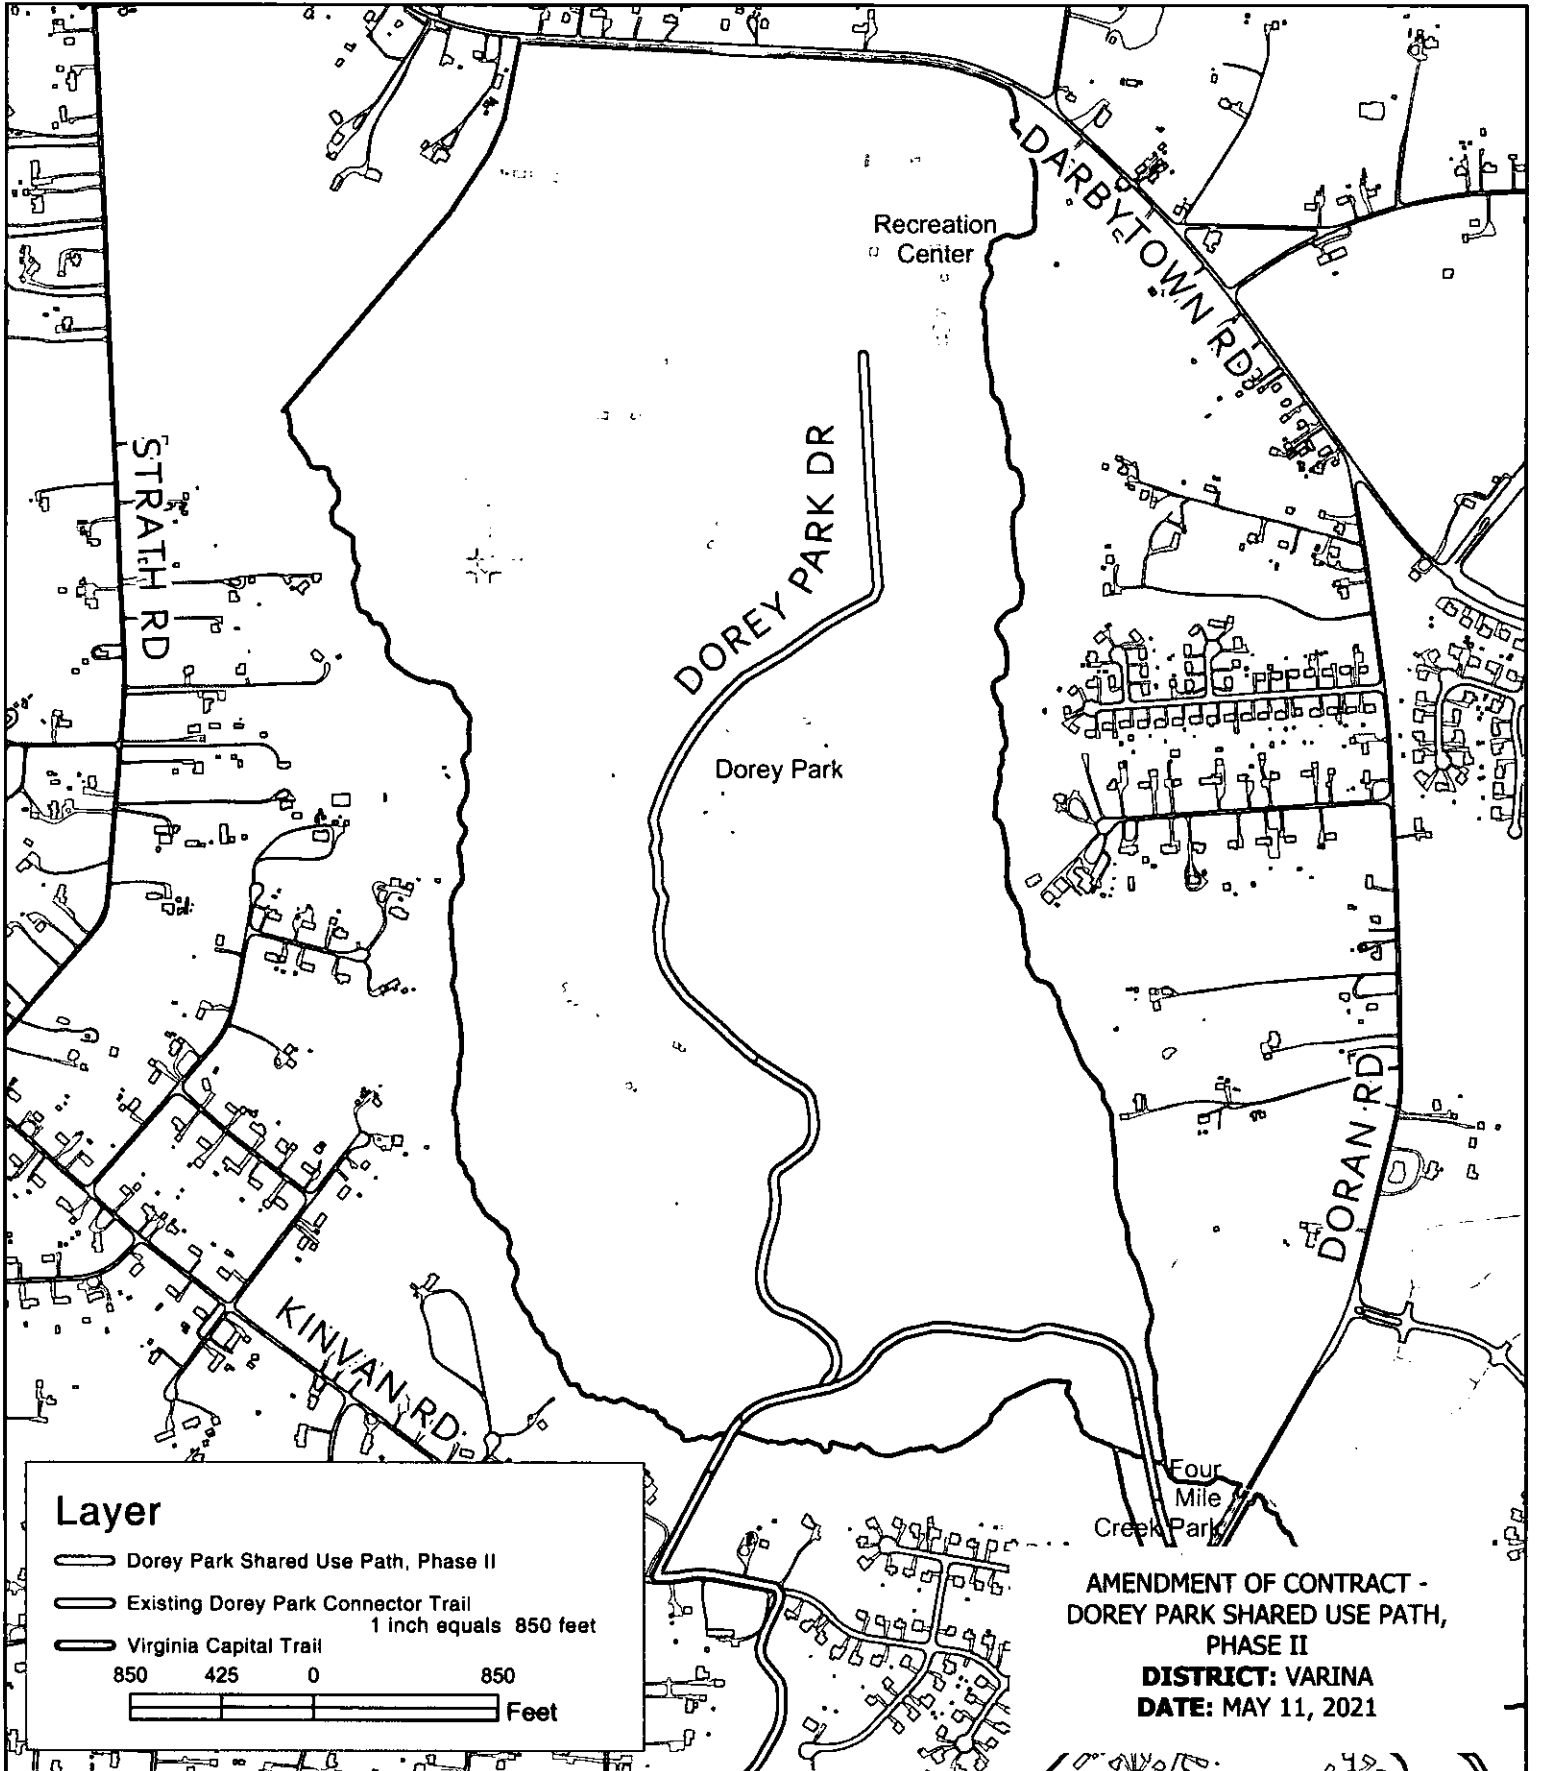 DARBYTOWN RD
Recreation
Center
STRATH RD
DOREY PARK DR
Dorey Park
DORAN RD
KINVAN RD
Four
Mile
Creek Park
Layer
Dorey Park Shared Use Path, Phase II
Existing Dorey Park Connector Trail
1 inch equals 850 feet
Virginia Capital Trail
850 425 0 850
Feet
AMENDMENT OF CONTRACT -
DOREY PARK SHARED USE PATH,
PHASE II
DISTRICT: VARINA
DATE: MAY 11, 2021